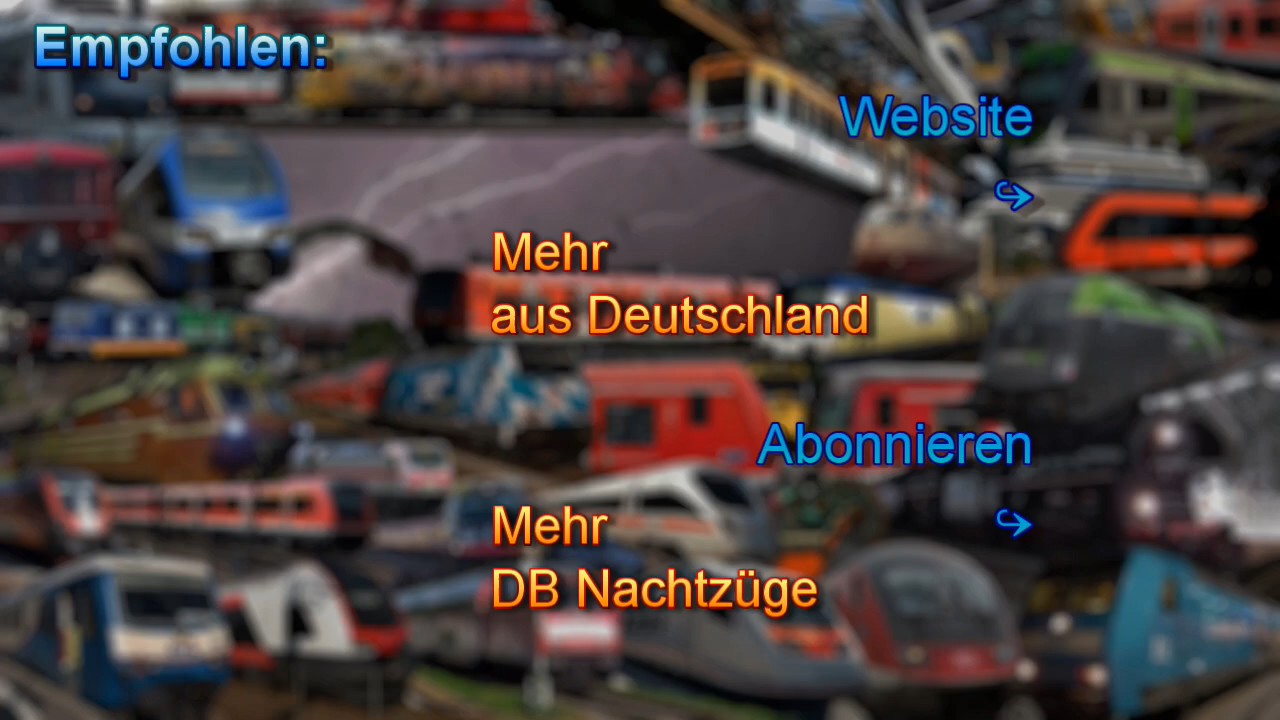 Empfohlen:
Website
Mehr
aus Deutschland
Abonnieren
Mehr
DB Nachtzüge